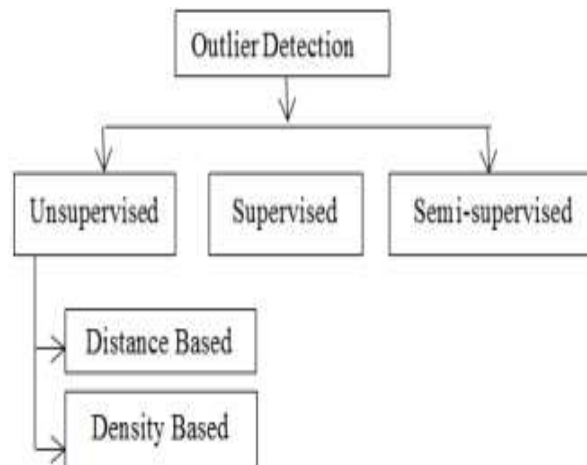 Outlier Detection
Unsupervised
Supervised
Semi-supervised
Distance Based
Density Based